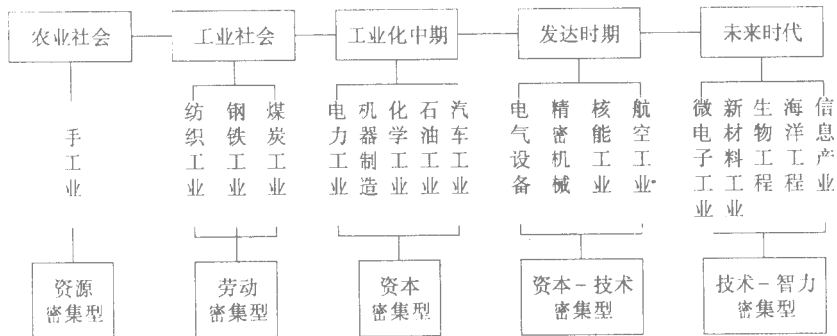 农业社会 工业社会 工业化中期 发达时期 未来时代
手工业
纺织工业
钢铁工业
煤炭工业
电力工业
机器制造
化学工业
石油工业
汽车工业
电气设备
精密机械
核能工业
航空工业
微电子工业
新材料工业
生物工程
海洋工程
信息产业
资源
密集型
劳动
密集型
资本
密集型
资本-技术
密集型
技术-智力
密集型